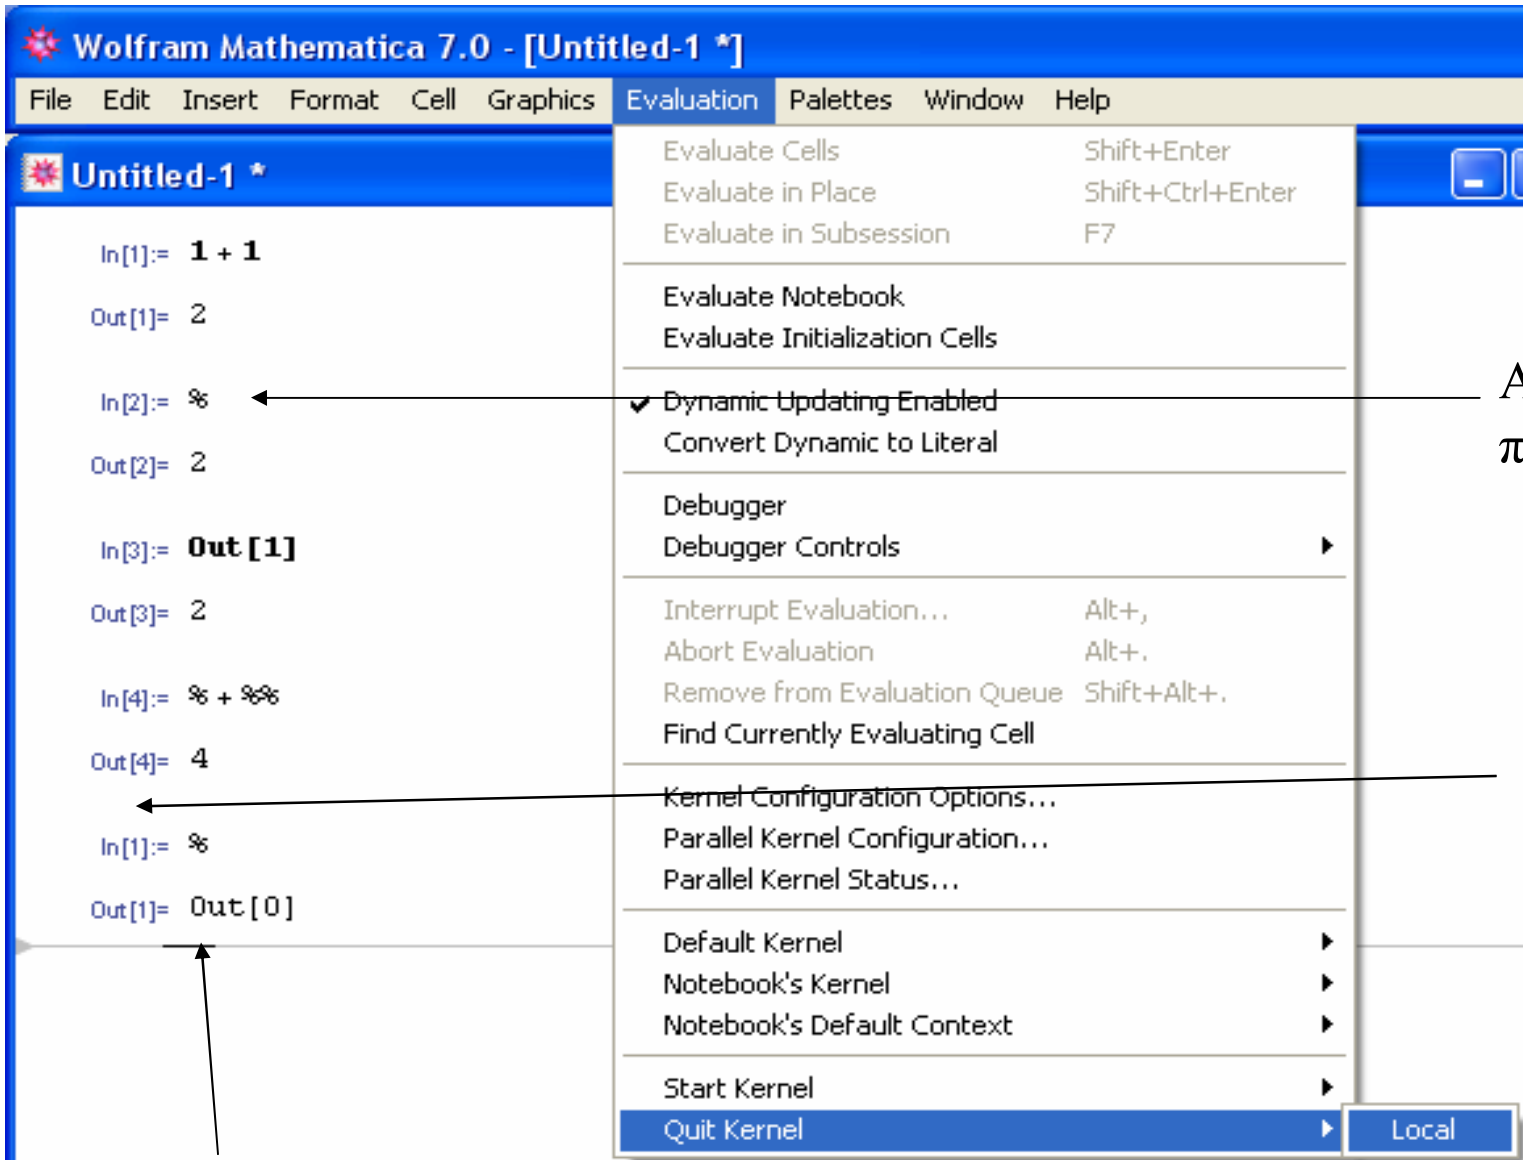 Wolfram Mathematica 7.0 - [Untitled-1 *]
File Edit Insert Format Cell Graphics Evaluation Palettes Window Help
Untitled-1 *
In[1]:= 1 + 1
Out[1]= 2
In[2]:= %
Out[2]= 2
In[3]:= Out[1]
Out[3]= 2
In[4]:= % + %%
Out[4]= 4
In[1]:= %
Out[1]= Out[0]
Evaluate Cells Shift+Enter
Evaluate in Place Shift+Ctrl+Enter
Evaluate in Subsession F7
Evaluate Notebook
Evaluate Initialization Cells
Dynamic Updating Enabled
Convert Dynamic to Literal
Debugger
Debugger Controls
Interrupt Evaluation... Alt+,
Abort Evaluation Alt+.
Remove from Evaluation Queue Shift+Alt+.
Find Currently Evaluating Cell
Kernel Configuration Options...
Parallel Kernel Configuration...
Parallel Kernel Status...
Default Kernel
Notebook's Kernel
Notebook's Default Context
Start Kernel
Quit Kernel
Local